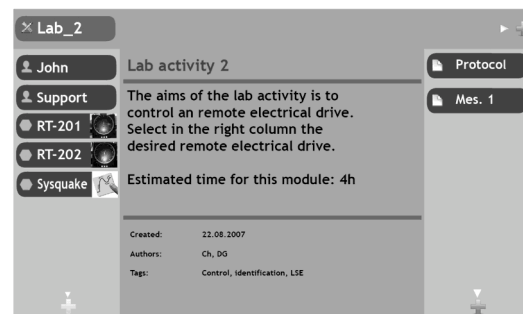 Lab_2
John
Support
RT-201
RT-202
Sysquake
Lab activity 2
The aims of the lab activity is to
control an remote electrical drive.
Select in the right column the
desired remote electrical drive.
Estimated time for this module: 4h
Created: 22.08.2007
Authors: Ch, DG
Tags: Control, identification, LSE
Protocol
Mes. 1